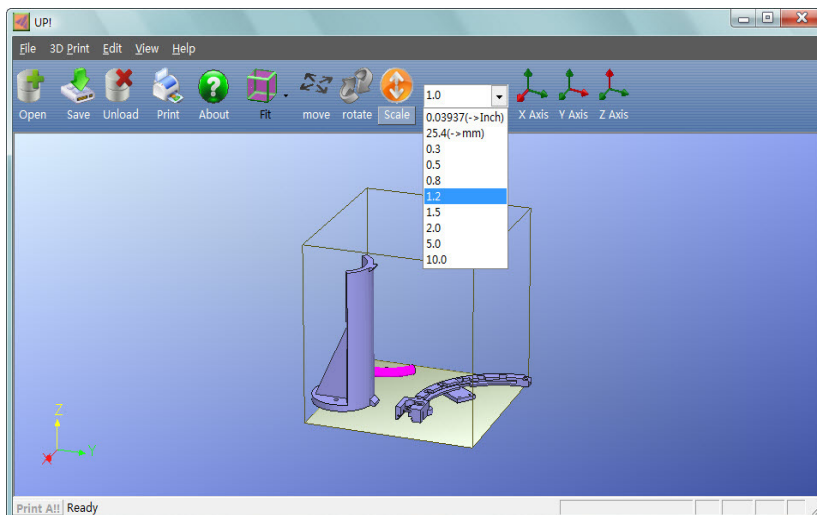 UP!
File 3D Print Edit View Help
1.0
Open Save Unload Print About Fit move rotate Scale X Axis Y Axis Z Axis
0.03937(->Inch)
25.4(->mm)
0.3
0.5
0.8
1.2
1.5
2.0
5.0
10.0
Z
X Y
Print A!! Ready